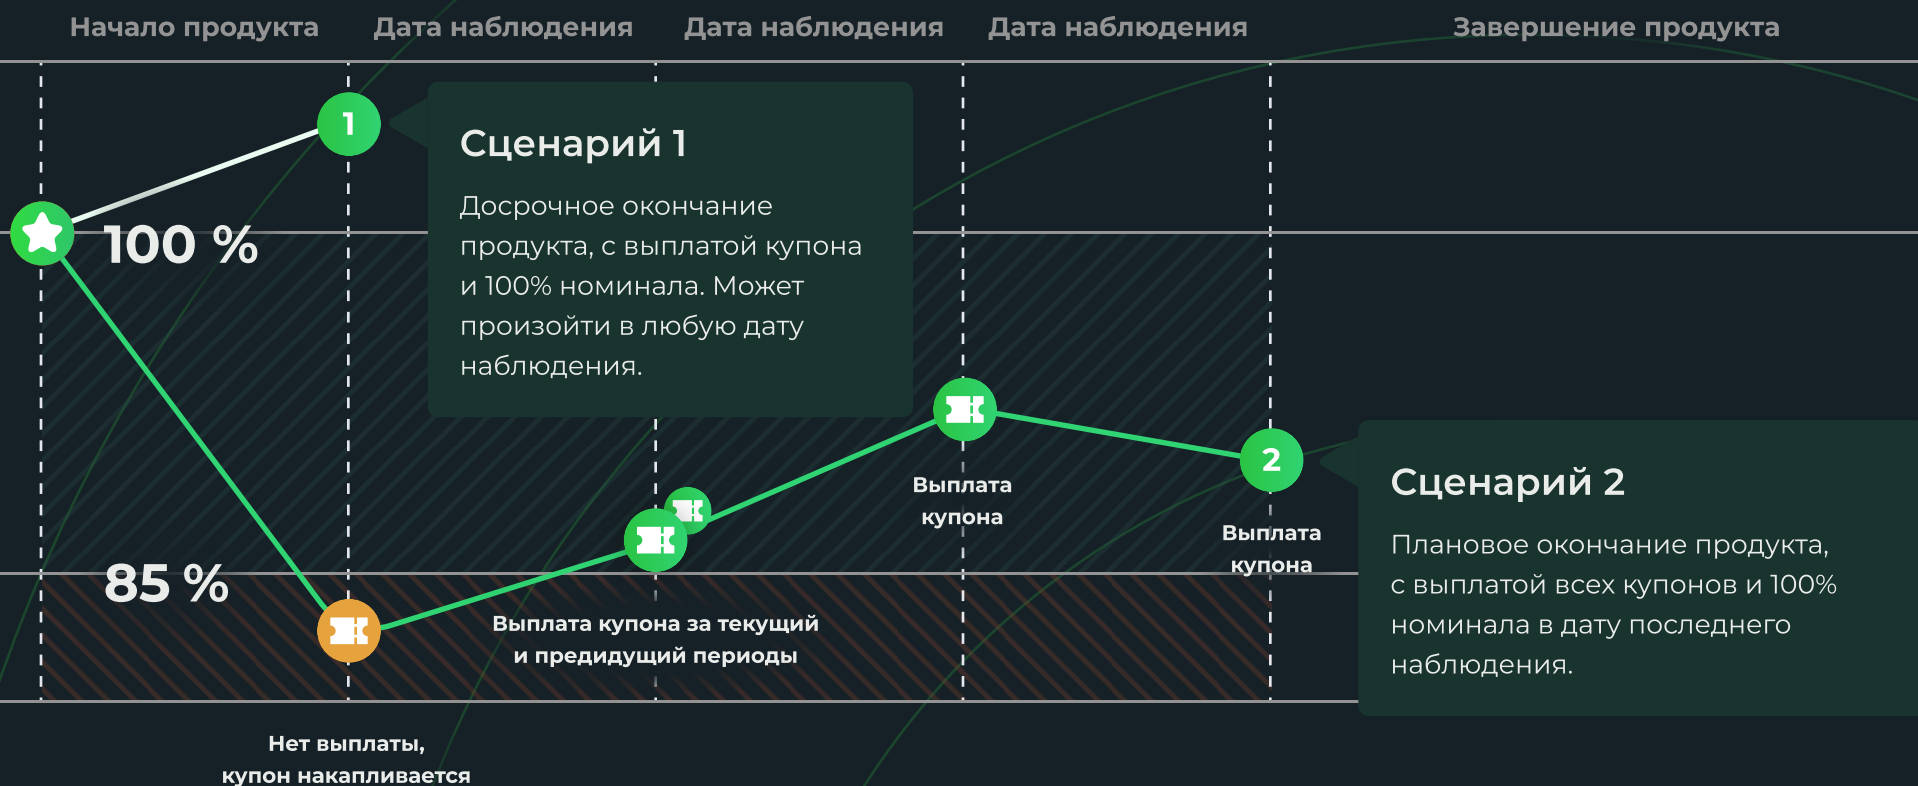 Начало продукта
Дата наблюдения
Дата наблюдения
Дата наблюдения
Завершение продукта
1
Сценарий 1
Досрочное окончание
продукта, с выплатой купона
и 100% номинала. Может
произойти в любую дату
наблюдения.
100 %
Выплата
купона
2
Выплата
купона
Сценарий 2
Плановое окончание продукта,
с выплатой всех купонов и 100%
номинала в дату последнего
наблюдения.
85 %
Выплата купона за текущий
и предидущий периоды
Нет выплаты,
купон накапливается